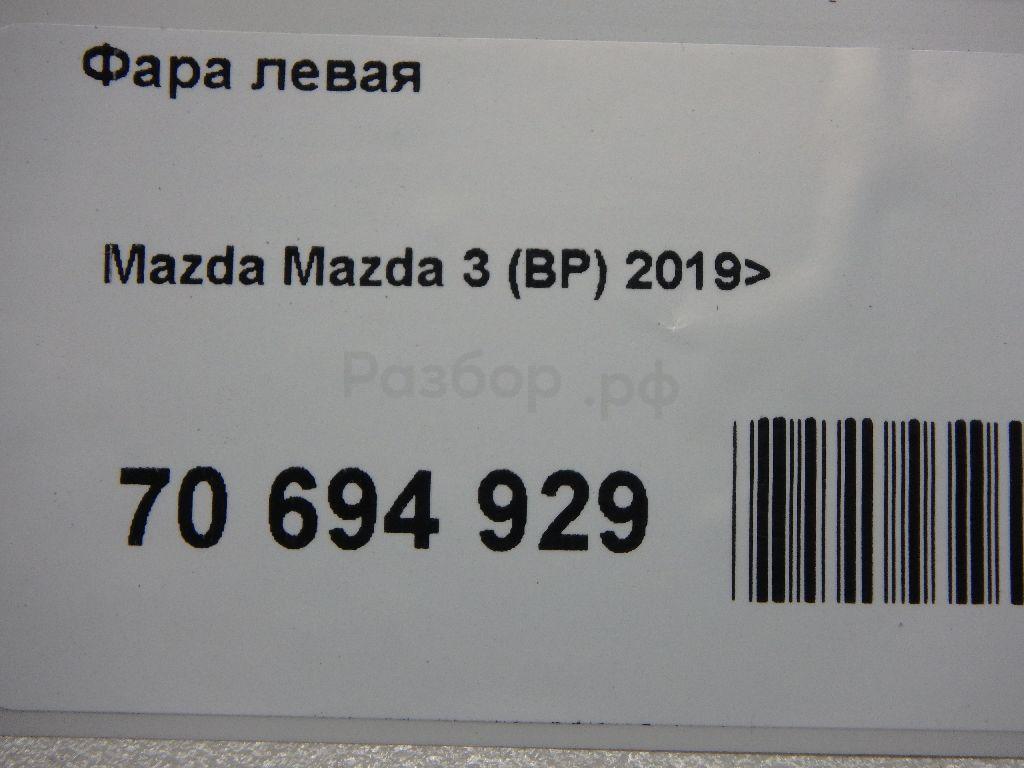 Фара левая
Mazda Mazda 3 (BP) 2019>
Разбор.рф
70 694 929